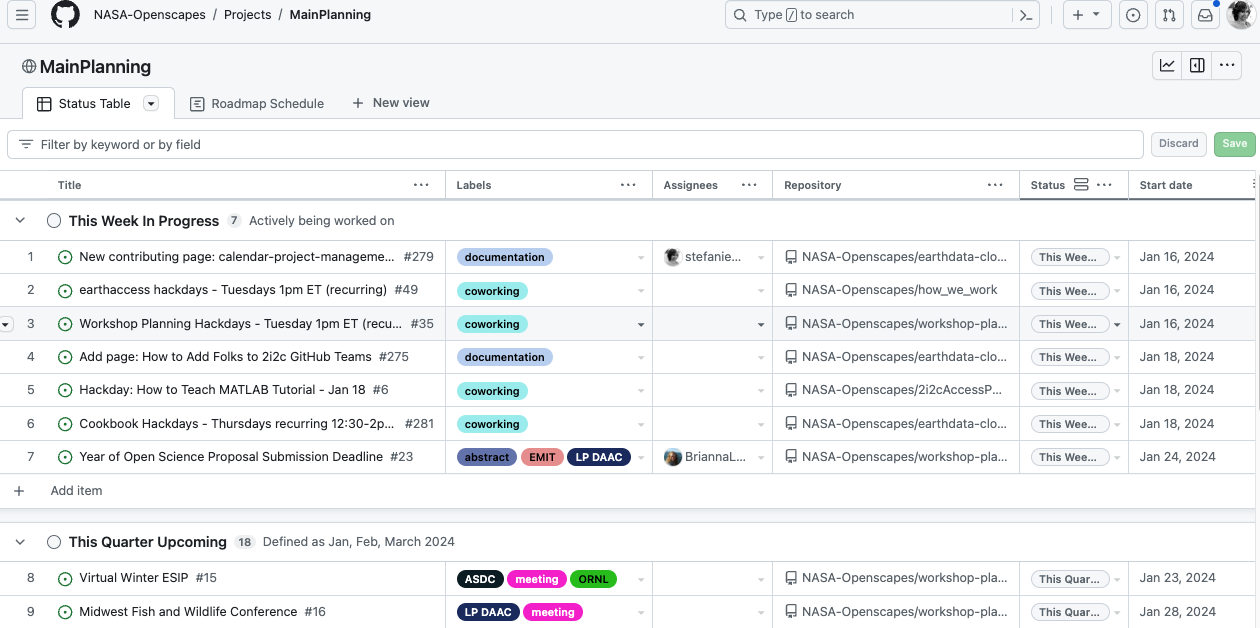 NASA-Openscapes / Projects / MainPlanning
Type / to search
MainPlanning
Status Table Roadmap Schedule + New view
Filter by keyword or by field Discard Save
Title ... Labels ... Assignees ... Repository ... Status ... Start date
This Week In Progress 7 Actively being worked on
1 New contributing page: calendar-project-manageme... #279 documentation stefanie... NASA-Openscapes/earthdata-clo... This Wee... Jan 16, 2024
2 earthaccess hackdays - Tuesdays 1pm ET (recurring) #49 coworking NASA-Openscapes/how_we_work This Wee... Jan 16, 2024
3 Workshop Planning Hackdays - Tuesday 1pm ET (recu... #35 coworking NASA-Openscapes/workshop-pla... This Wee... Jan 16, 2024
4 Add page: How to Add Folks to 2i2c GitHub Teams #275 documentation NASA-Openscapes/earthdata-clo... This Wee... Jan 18, 2024
5 Hackday: How to Teach MATLAB Tutorial - Jan 18 #6 coworking NASA-Openscapes/2i2cAccessP... This Wee... Jan 18, 2024
6 Cookbook Hackdays - Thursdays recurring 12:30-2p... #281 coworking NASA-Openscapes/earthdata-clo... This Wee... Jan 18, 2024
7 Year of Open Science Proposal Submission Deadline #23 abstract EMIT LP DAAC BriannaL... NASA-Openscapes/workshop-pla... This Wee... Jan 24, 2024
+ Add item
This Quarter Upcoming 18 Defined as Jan, Feb, March 2024
8 Virtual Winter ESIP #15 ASDC meeting ORNL NASA-Openscapes/workshop-pla... This Quar... Jan 23, 2024
9 Midwest Fish and Wildlife Conference #16 LP DAAC meeting NASA-Openscapes/workshop-pla... This Quar... Jan 28, 2024